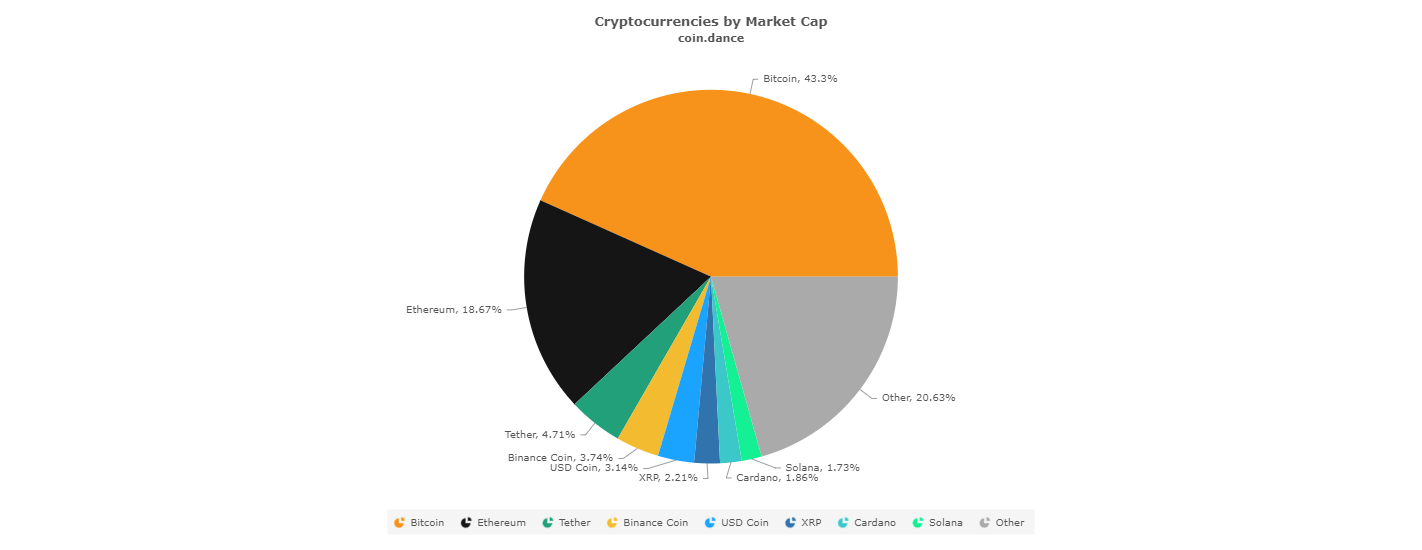 Cryptocurrencies by Market Cap
coin.dance
Bitcoin, 43.3%
Ethereum, 18.67%
Other, 20.63%
Tether, 4.71%
Binance Coin, 3.74%
USD Coin, 3.14%
Solana, 1.73%
XRP, 2.21%
Cardano, 1.86%
Bitcoin Ethereum Tether Binance Coin USD Coin XRP Cardano Solana Other